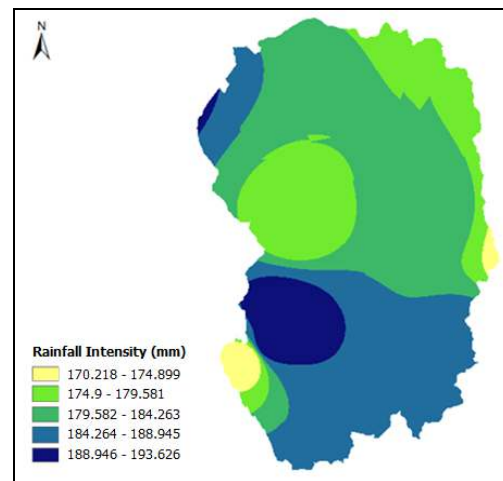 N
Rainfall Intensity (mm)
170.218 - 174.899
174.9 - 179.581
179.582 - 184.263
184.264 - 188.945
188.946 - 193.626